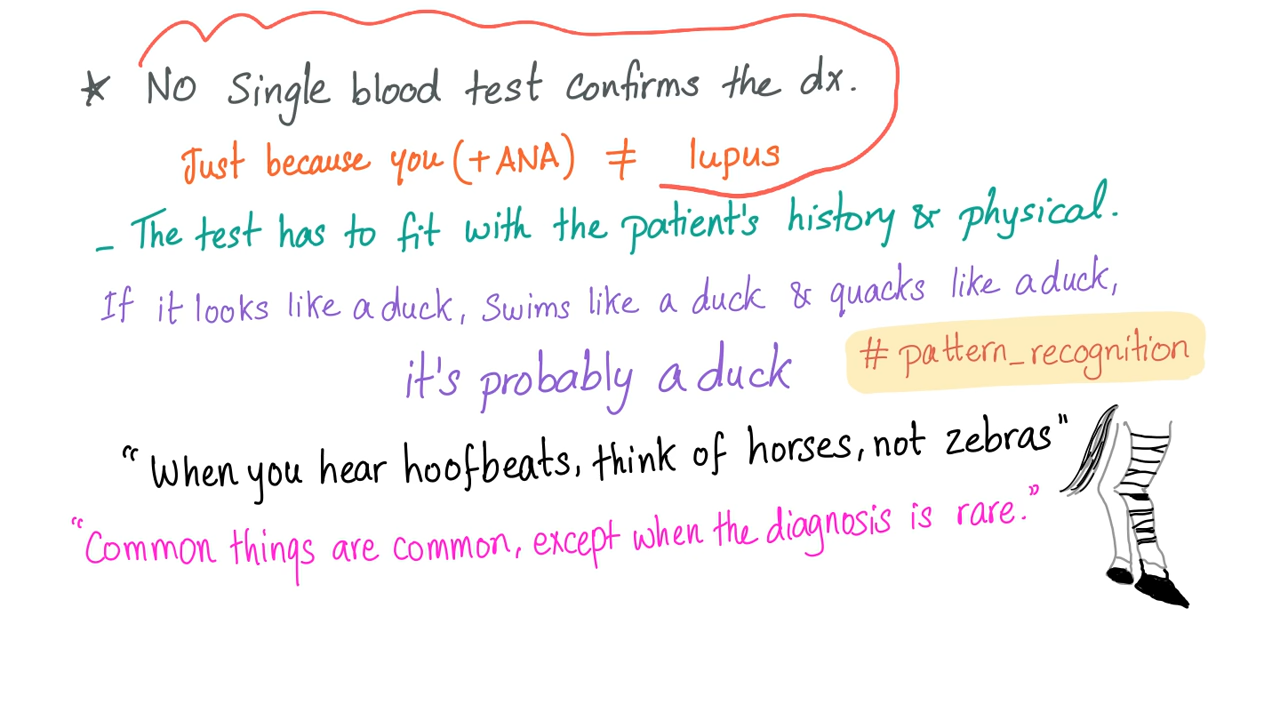 * No Single blood test confirms the dx.
Just because you (+ANA) ≠ lupus
- The test has to fit with the patient's history & physical.
If it looks like a duck, Swims like a duck & quacks like a duck,
it's probably a duck
# pattern_recognition
"When you hear hoofbeats, think of horses, not zebras"
"Common things are common, except when the diagnosis is rare."